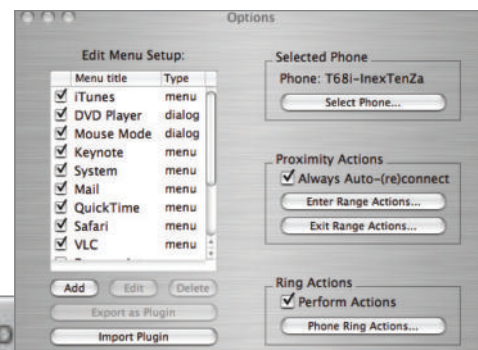 Options
Edit Menu Setup:
Menu title Type
iTunes menu
DVD Player dialog
Mouse Mode dialog
Keynote menu
System menu
Mail menu
QuickTime menu
Safari menu
VLC menu
Add Edit Delete
Export as Plugin
Import Plugin
Selected Phone
Phone: T68i-InexTenZa
Select Phone...
Proximity Actions
Always Auto-(re)connect
Enter Range Actions...
Exit Range Actions...
Ring Actions
Perform Actions
Phone Ring Actions...